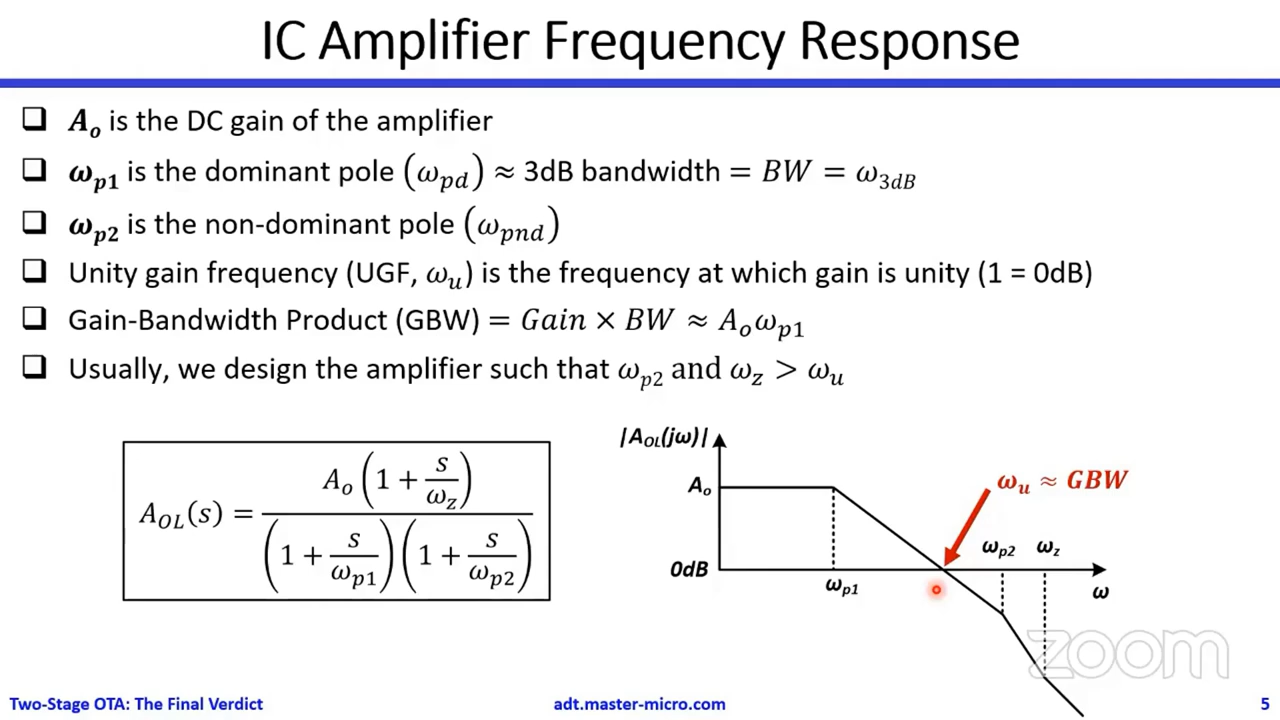 IC Amplifier Frequency Response
❑ A₀ is the DC gain of the amplifier
❑ ω_p1 is the dominant pole (ω_pd) ≈ 3dB bandwidth = BW = ω_3dB
❑ ω_p2 is the non-dominant pole (ω_pnd)
❑ Unity gain frequency (UGF, ω_u) is the frequency at which gain is unity (1 = 0dB)
❑ Gain-Bandwidth Product (GBW) = Gain × BW ≈ A_oω_p1
❑ Usually, we design the amplifier such that ω_p2 and ω_z > ω_u
A_OL(s) = A_o(1 + s/ω_z) / ((1 + s/ω_p1)(1 + s/ω_p2))
|A_OL(jω)|
A_o
ω_u ≈ GBW
ω_p2 ω_z
0dB
ω_p1
ω
zoom
Two-Stage OTA: The Final Verdict
adt.master-micro.com
5